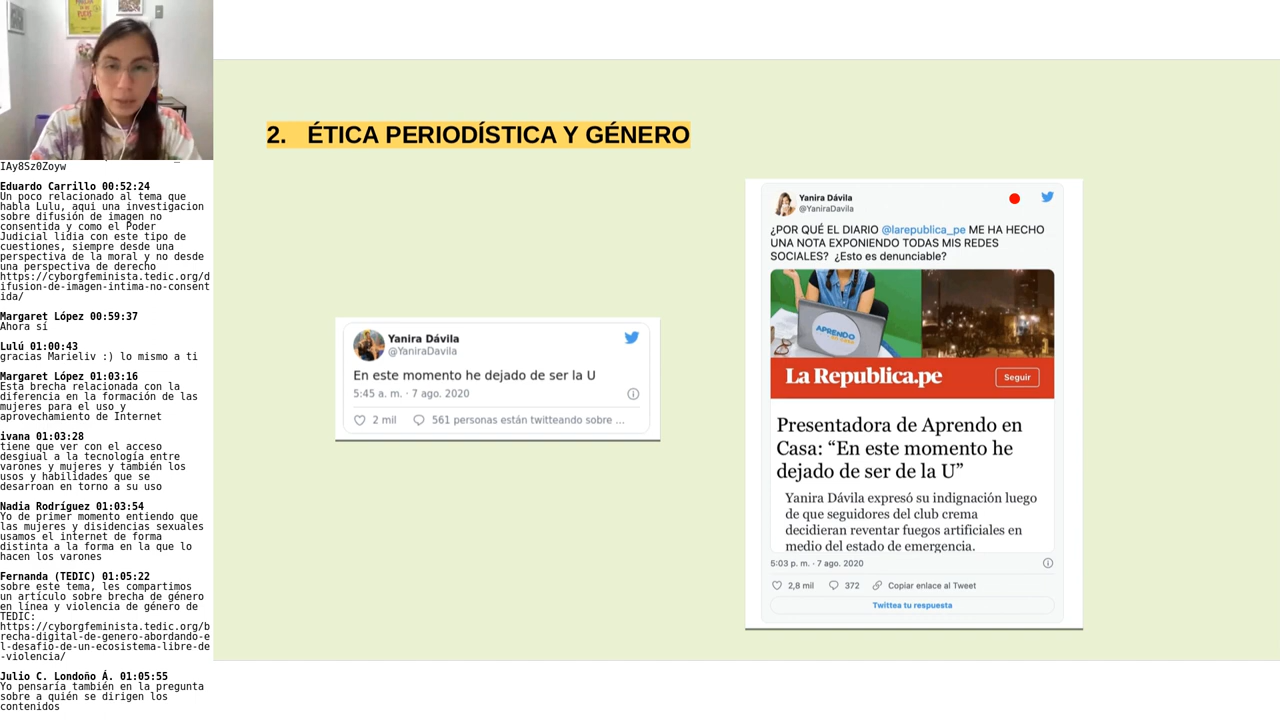 IAy8Sz0Zoyw
Eduardo Carrillo 00:52:24
Un poco relacionado al tema que
habla Lulu, aqui una investigacion
sobre difusión de imagen no
consentida y como el Poder
Judicial lidia con este tipo de
cuestiones, siempre desde una
perspectiva de la moral y no desde
una perspectiva de derecho
https://cyborgfeminista.tedic.org/d
ifusion-de-imagen-intima-no-consent
ida/
Margaret López 00:59:37
Ahora sí
Lulú 01:00:43
gracias Marieliv :) lo mismo a ti
Margaret López 01:03:16
Esta brecha relacionada con la
diferencia en la formación de las
mujeres para el uso y
aprovechamiento de Internet
ivana 01:03:28
tiene que ver con el acceso
desgiual a la tecnología entre
varones y mujeres y también los
usos y habilidades que se
desarroan en torno a su uso
Nadia Rodríguez 01:03:54
Yo de primer momento entiendo que
las mujeres y disidencias sexuales
usamos el internet de forma
distinta a la forma en la que lo
hacen los varones
Fernanda (TEDIC) 01:05:22
sobre este tema, les compartimos
un artículo sobre brecha de género
en línea y violencia de género de
TEDIC:
https://cyborgfeminista.tedic.org/b
recha-digital-de-genero-abordando-e
l-desafio-de-un-ecosistema-libre-de
-violencia/
Julio C. Londoño Á. 01:05:55
Yo pensaría también en la pregunta
sobre a quién se dirigen los
contenidos
2. ÉTICA PERIODÍSTICA Y GÉNERO
Yanira Dávila
@YaniraDavila
En este momento he dejado de ser la U
5:45 a. m. · 7 ago. 2020
2 mil 561 personas están twitteando sobre ...
Yanira Dávila
@YaniraDavila
¿POR QUÉ EL DIARIO @larepublica_pe ME HA HECHO
UNA NOTA EXPONIENDO TODAS MIS REDES
SOCIALES? ¿Esto es denunciable?
APRENDO
La Republica.pe
Seguir
Presentadora de Aprendo en
Casa: “En este momento he
dejado de ser de la U”
Yanira Dávila expresó su indignación luego
de que seguidores del club crema
decidieran reventar fuegos artificiales en
medio del estado de emergencia.
5:03 p. m. · 7 ago. 2020
2,8 mil 372 Copiar enlace al Tweet
Twittea tu respuesta